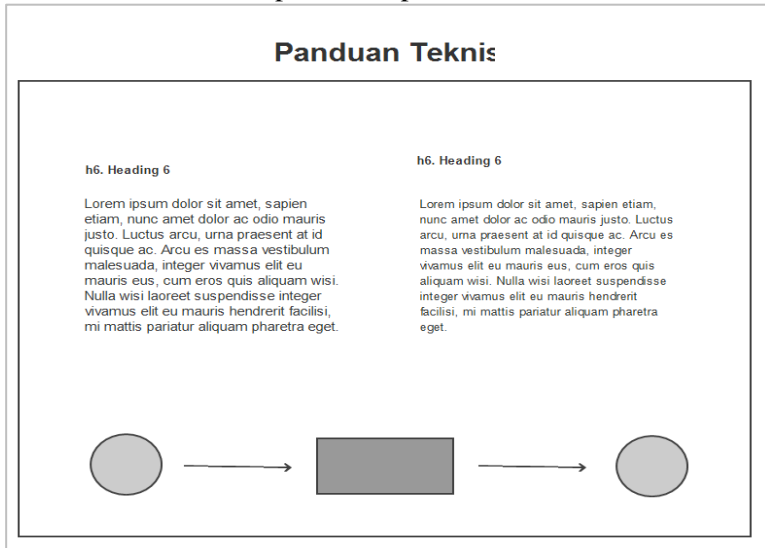 Panduan Teknis
h6. Heading 6
Lorem ipsum dolor sit amet, sapien
etiam, nunc amet dolor ac odio mauris
justo. Luctus arcu, urna praesent at id
quisque ac. Arcu es massa vestibulum
malesuada, integer vivamus elit eu
mauris eus, cum eros quis aliquam wisi.
Nulla wisi laoreet suspendisse integer
vivamus elit eu mauris hendrerit facilisi,
mi mattis pariatur aliquam pharetra eget.
h6. Heading 6
Lorem ipsum dolor sit amet, sapien etiam,
nunc amet dolor ac odio mauris justo. Luctus
arcu, urna praesent at id quisque ac. Arcu es
massa vestibulum malesuada, integer
vivamus elit eu mauris eus, cum eros quis
aliquam wisi. Nulla wisi laoreet suspendisse
integer vivamus elit eu mauris hendrerit
facilisi, mi mattis pariatur aliquam pharetra
eget.